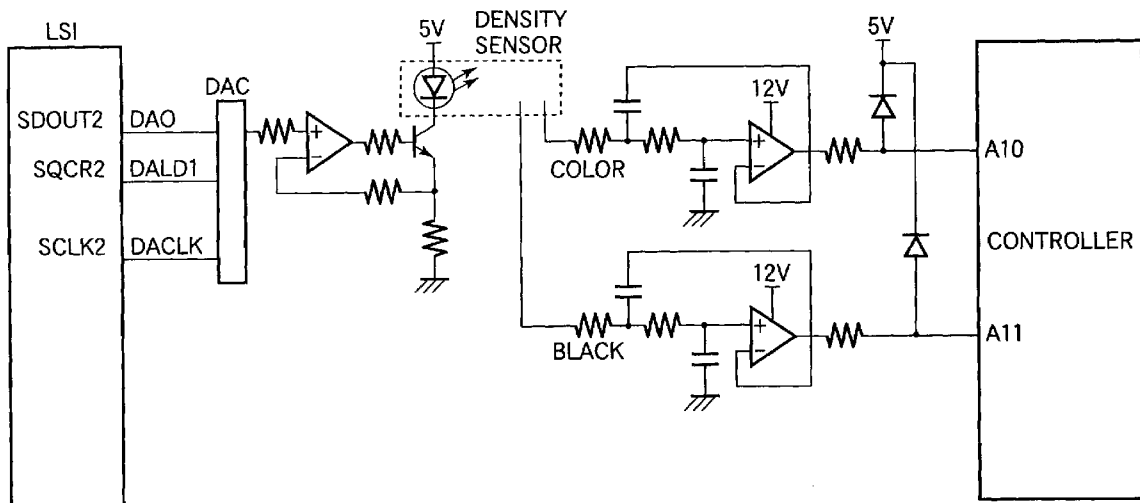 LSI
SDOUT2
SQCR2
SCLK2
DAO
DALD1
DACLK
DAC
5V
DENSITY
SENSOR
COLOR
12V
5V
A10
BLACK
12V
A11
CONTROLLER